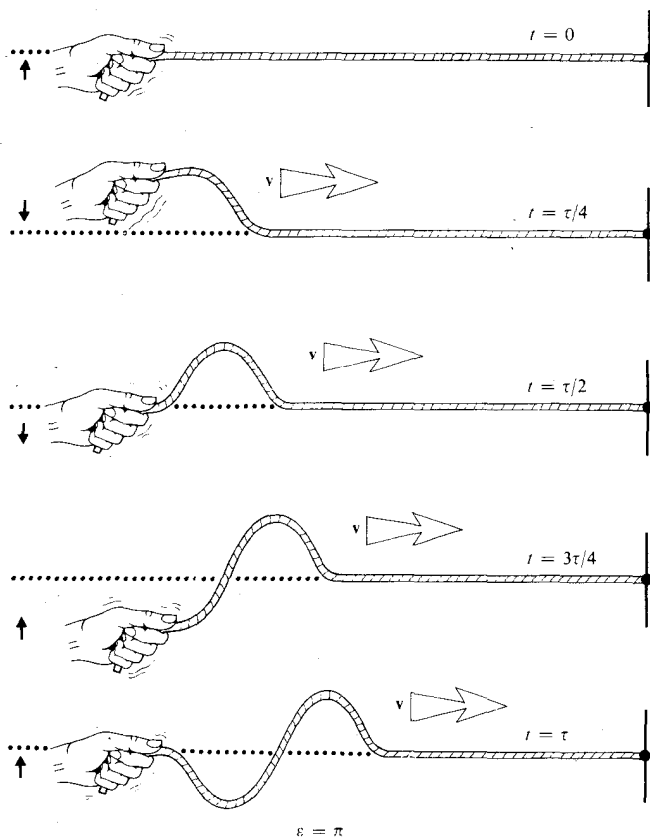 t = 0
v
t = τ/4
v
t = τ/2
v
t = 3τ/4
v
t = τ
ε = π